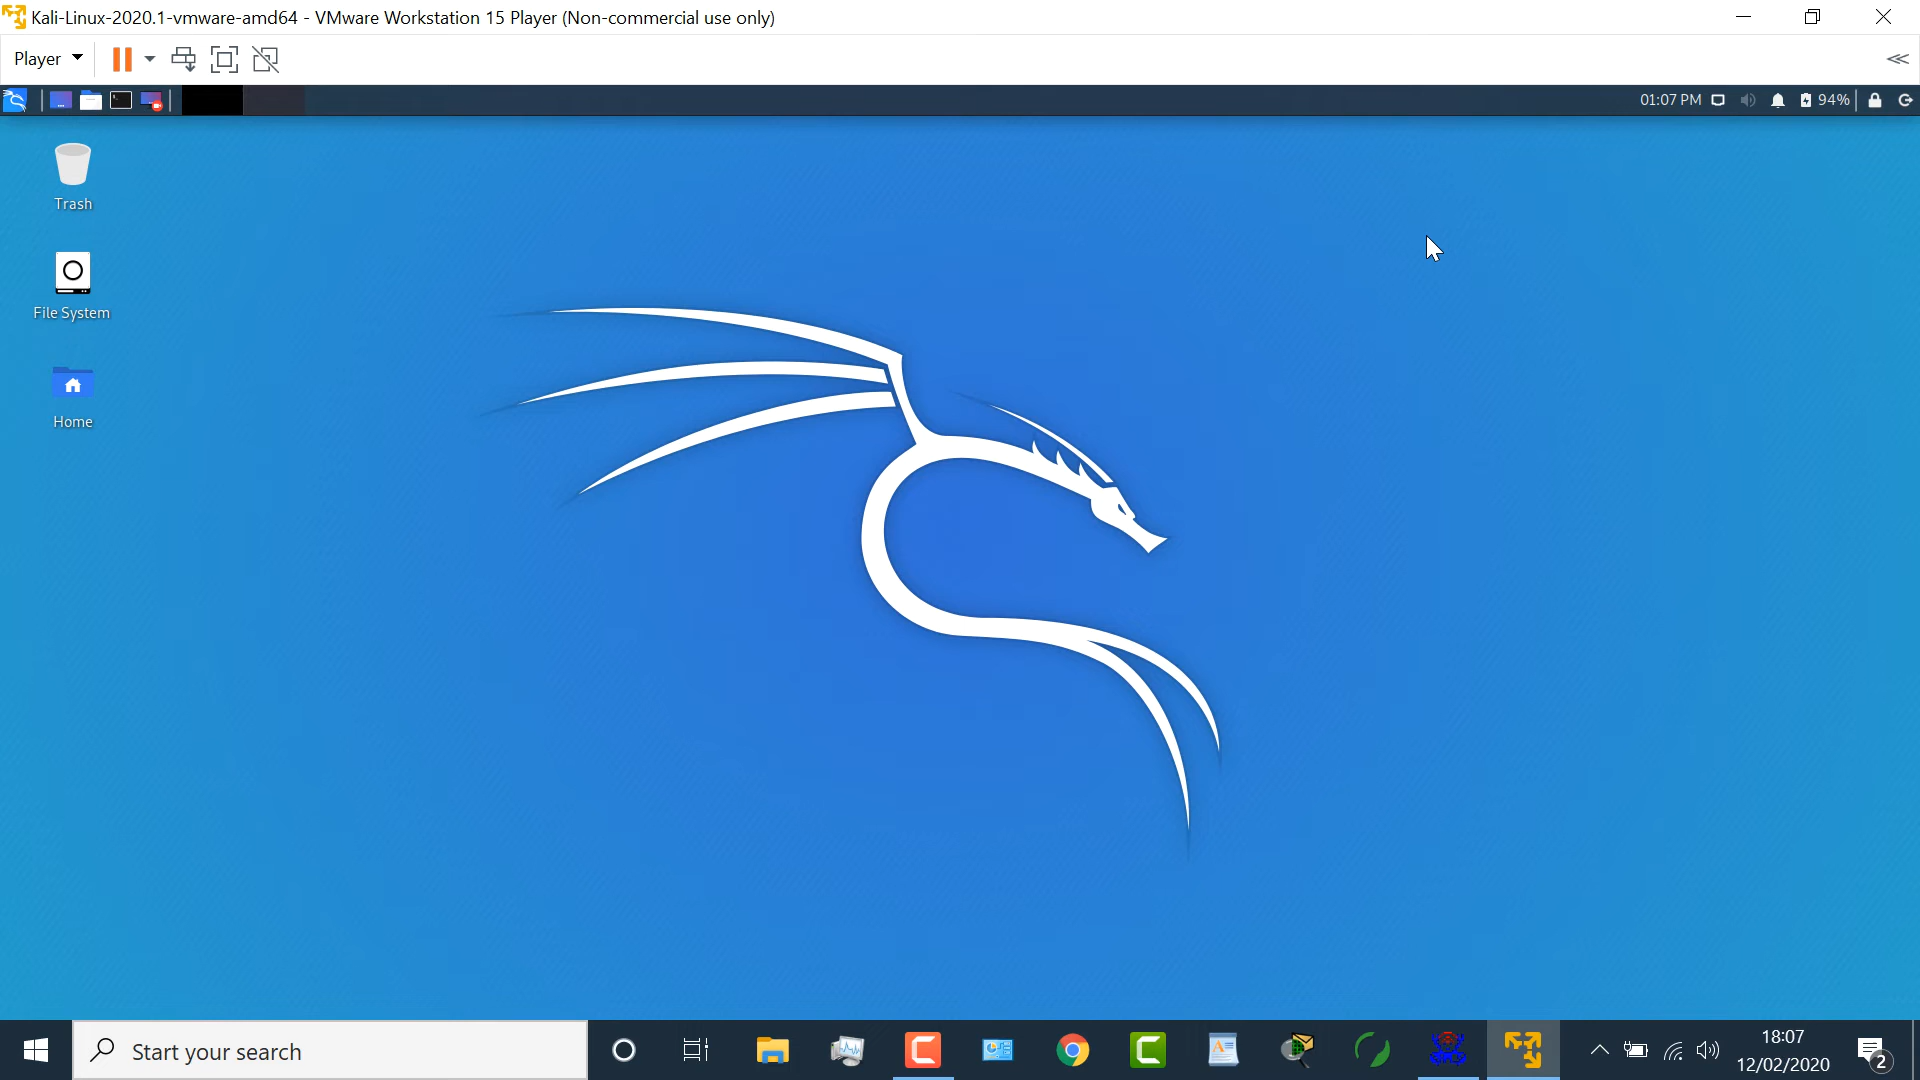 Kali-Linux-2020.1-vmware-amd64 - VMware Workstation 15 Player (Non-commercial use only)
Player
01:07 PM 94%
Trash
File System
Home
Start your search
18:07
12/02/2020
2